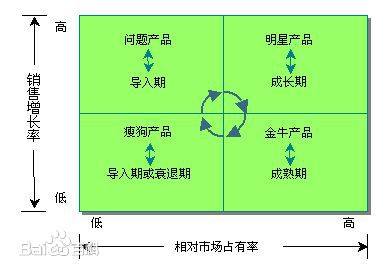 高
问题产品
明星产品
导入期
成长期
销售增长率
瘦狗产品
金牛产品
导入期或衰退期
成熟期
低
低
高
相对市场占有率
Baidu百科